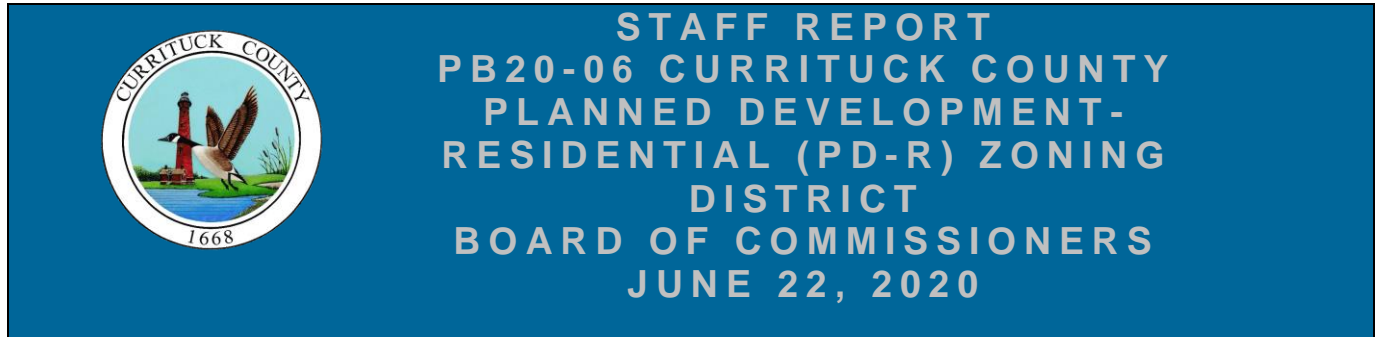 CURRITUCK COUNTY
1668
STAFF REPORT
PB20-06 CURRITUCK COUNTY
PLANNED DEVELOPMENT-
RESIDENTIAL (PD-R) ZONING
DISTRICT
BOARD OF COMMISSIONERS
JUNE 22, 2020